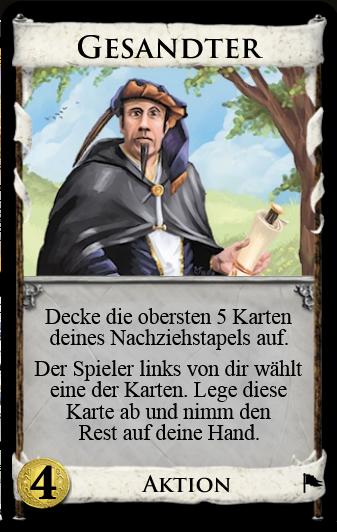 Gesandter
Decke die obersten 5 Karten
deines Nachziehstapels auf.
Der Spieler links von dir wählt
eine der Karten. Lege diese
Karte ab und nimm den
Rest auf deine Hand.
4
Aktion